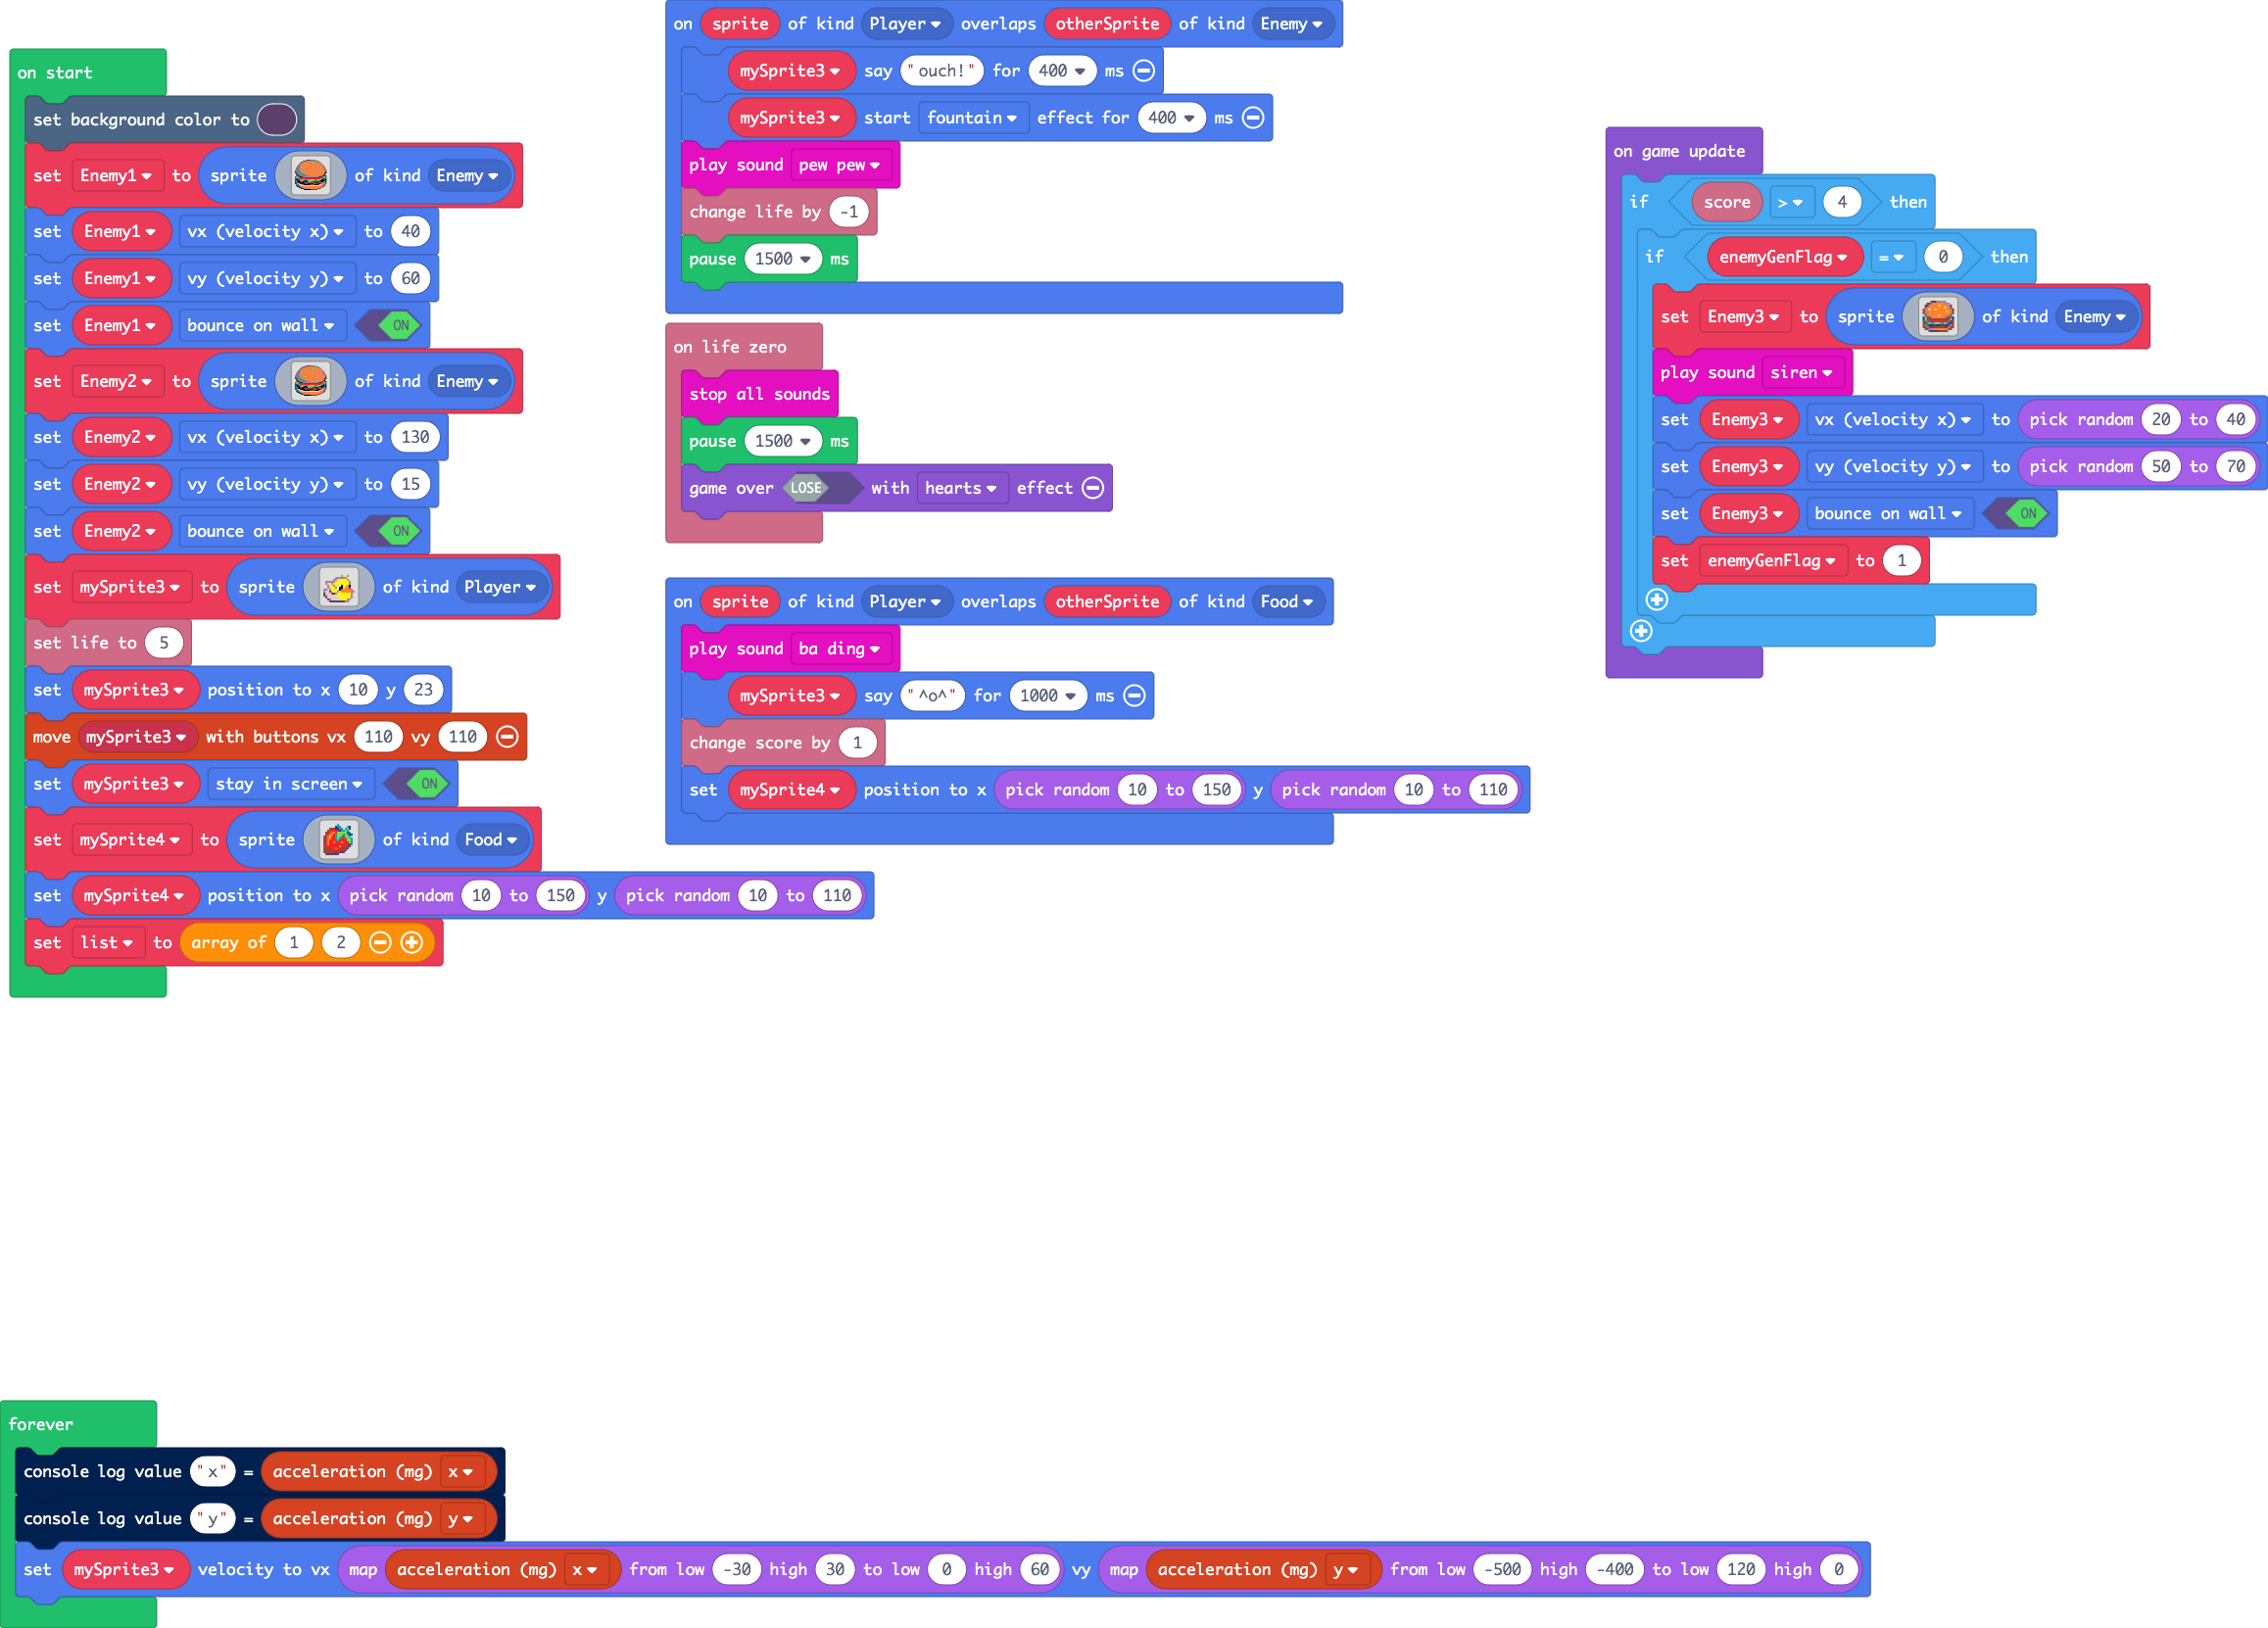 on start
set background color to
set Enemy1 to sprite of kind Enemy
set Enemy1 vx (velocity x) to 40
set Enemy1 vy (velocity y) to 60
set Enemy1 bounce on wall ON
set Enemy2 to sprite of kind Enemy
set Enemy2 vx (velocity x) to 130
set Enemy2 vy (velocity y) to 15
set Enemy2 bounce on wall ON
set mySprite3 to sprite of kind Player
set life to 5
set mySprite3 position to x 10 y 23
move mySprite3 with buttons vx 110 vy 110
set mySprite3 stay in screen ON
set mySprite4 to sprite of kind Food
set mySprite4 position to x pick random 10 to 150 y pick random 10 to 110
set list to array of 1 2
on sprite of kind Player overlaps otherSprite of kind Enemy
mySprite3 say "ouch!" for 400 ms
mySprite3 start fountain effect for 400 ms
play sound pew pew
change life by -1
pause 1500 ms
on life zero
stop all sounds
pause 1500 ms
game over LOSE with hearts effect
on sprite of kind Player overlaps otherSprite of kind Food
play sound ba ding
mySprite3 say "^o^" for 1000 ms
change score by 1
set mySprite4 position to x pick random 10 to 150 y pick random 10 to 110
on game update
if score > 4 then
if enemyGenFlag = 0 then
set Enemy3 to sprite of kind Enemy
play sound siren
set Enemy3 vx (velocity x) to pick random 20 to 40
set Enemy3 vy (velocity y) to pick random 50 to 70
set Enemy3 bounce on wall ON
set enemyGenFlag to 1
forever
console log value "x" = acceleration (mg) x
console log value "y" = acceleration (mg) y
set mySprite3 velocity to vx map acceleration (mg) x from low -30 high 30 to low 0 high 60 vy map acceleration (mg) y from low -500 high -400 to low 120 high 0